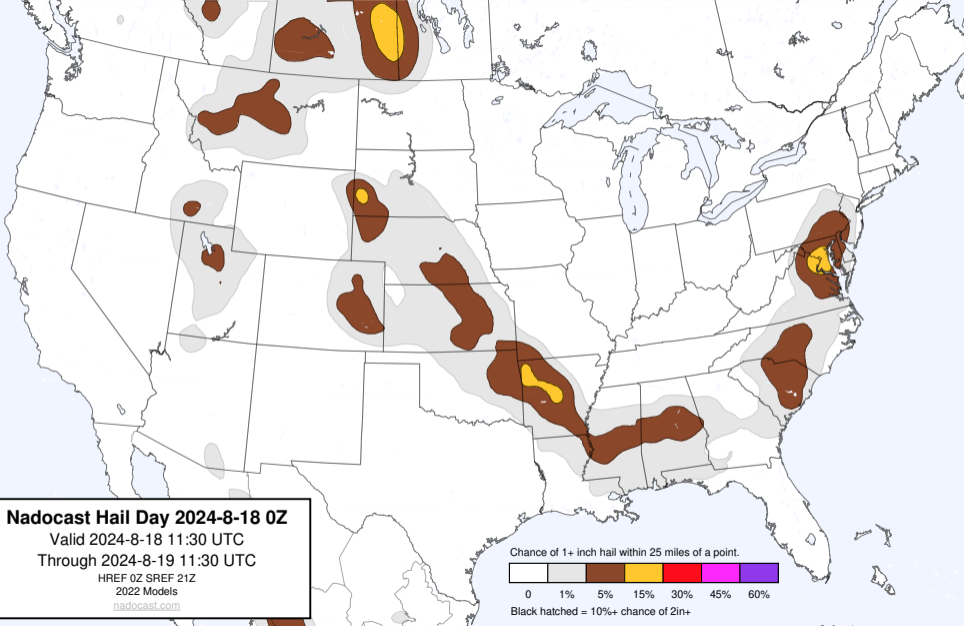 Nadocast Hail Day 2024-8-18 0Z
Valid 2024-8-18 11:30 UTC
Through 2024-8-19 11:30 UTC
HREF 0Z SREF 21Z
2022 Models
nadocast.com
Chance of 1+ inch hail within 25 miles of a point.
0 1% 5% 15% 30% 45% 60%
Black hatched = 10%+ chance of 2in+